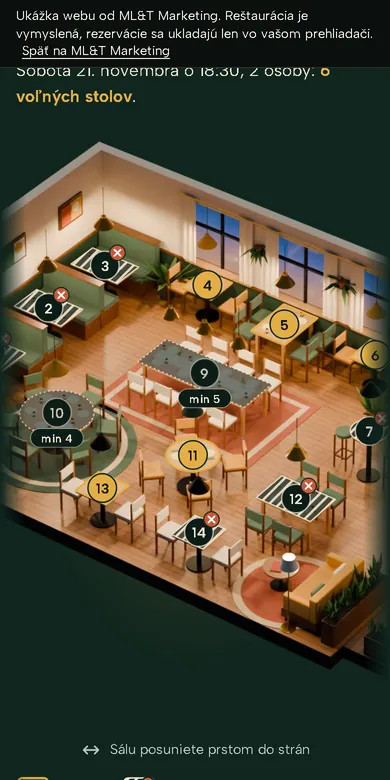 Ukážka webu od ML&T Marketing. Reštaurácia je
vymyslená, rezervácie sa ukladajú len vo vašom prehliadači.
Späť na ML&T Marketing
Sobota 21. novembra o 18:30, 2 osoby: 6
voľných stolov.
3
4
2
5
6
9
min 5
10
min 4
7
11
13
12
14
Sálu posuniete prstom do strán